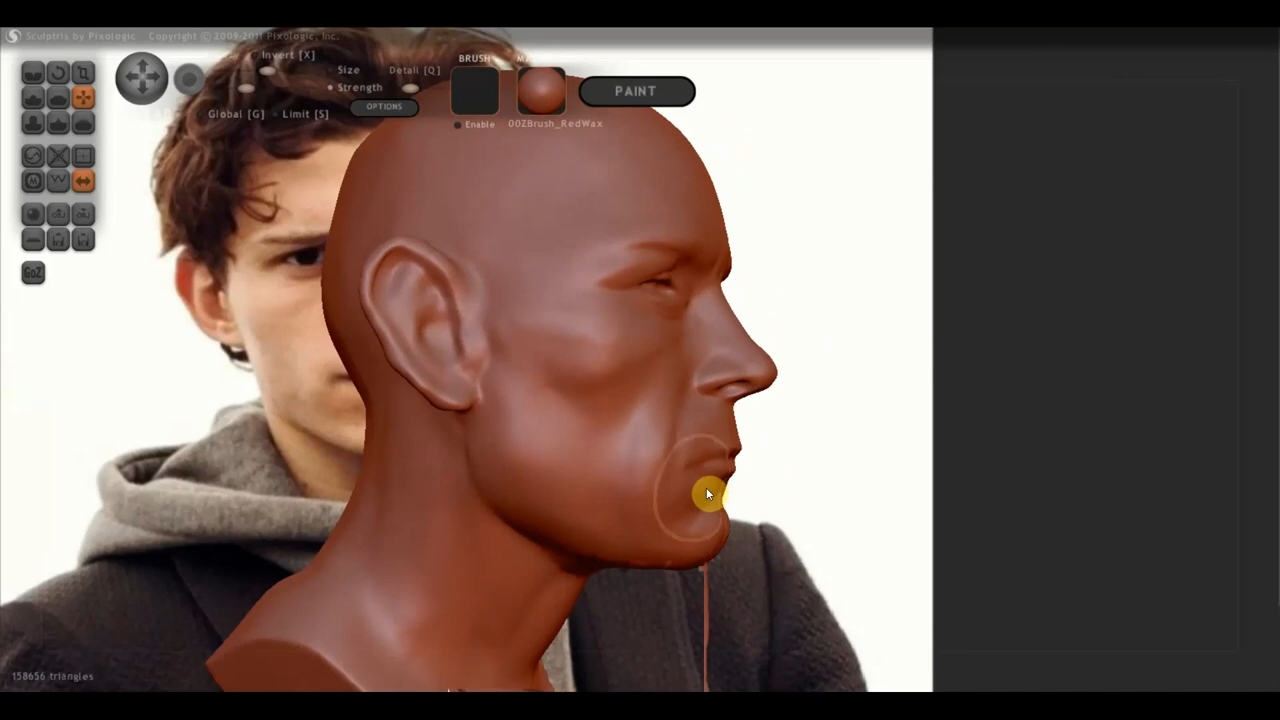 Sculptris by Pixologic Copyright © 2009-2011 Pixologic, Inc.
Invert [X]
Size
Detail [Q]
Strength
OPTIONS
Global [G]
Limit [S]
BRUSH
Enable
00ZBrush_RedWax
PAINT
GoZ
158656 triangles